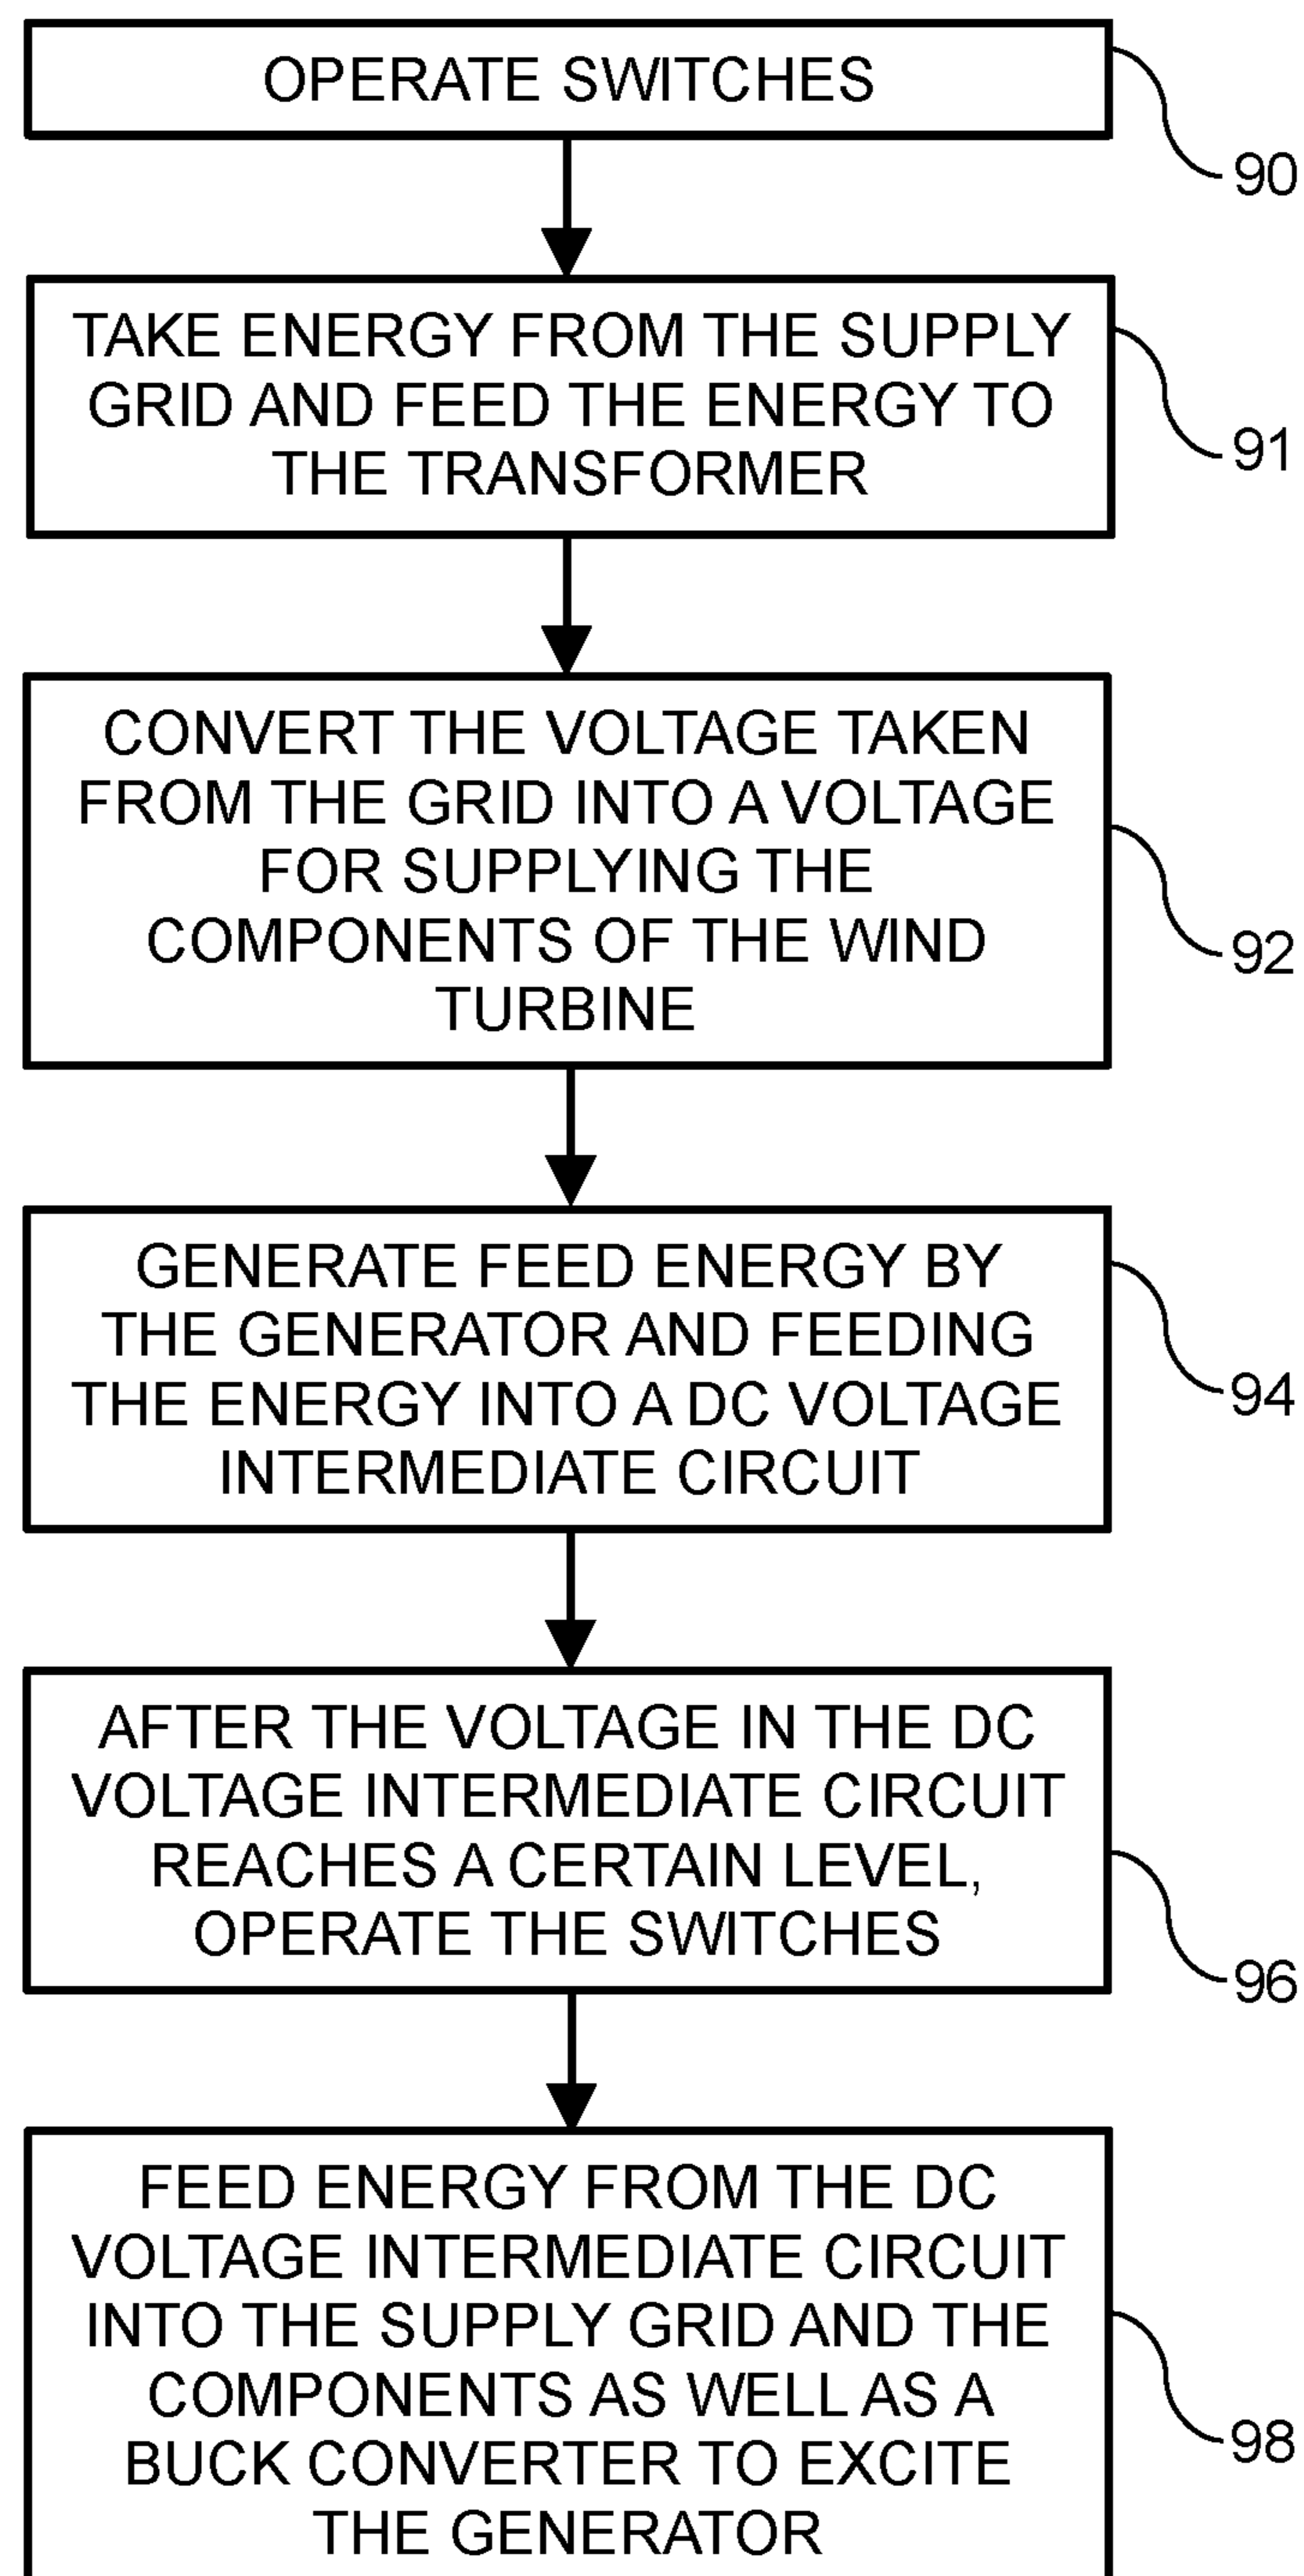 OPERATE SWITCHES
90
TAKE ENERGY FROM THE SUPPLY
GRID AND FEED THE ENERGY TO
THE TRANSFORMER
91
CONVERT THE VOLTAGE TAKEN
FROM THE GRID INTO A VOLTAGE
FOR SUPPLYING THE
COMPONENTS OF THE WIND
TURBINE
92
GENERATE FEED ENERGY BY
THE GENERATOR AND FEEDING
THE ENERGY INTO A DC VOLTAGE
INTERMEDIATE CIRCUIT
94
AFTER THE VOLTAGE IN THE DC
VOLTAGE INTERMEDIATE CIRCUIT
REACHES A CERTAIN LEVEL,
OPERATE THE SWITCHES
96
FEED ENERGY FROM THE DC
VOLTAGE INTERMEDIATE CIRCUIT
INTO THE SUPPLY GRID AND THE
COMPONENTS AS WELL AS A
BUCK CONVERTER TO EXCITE
THE GENERATOR
98